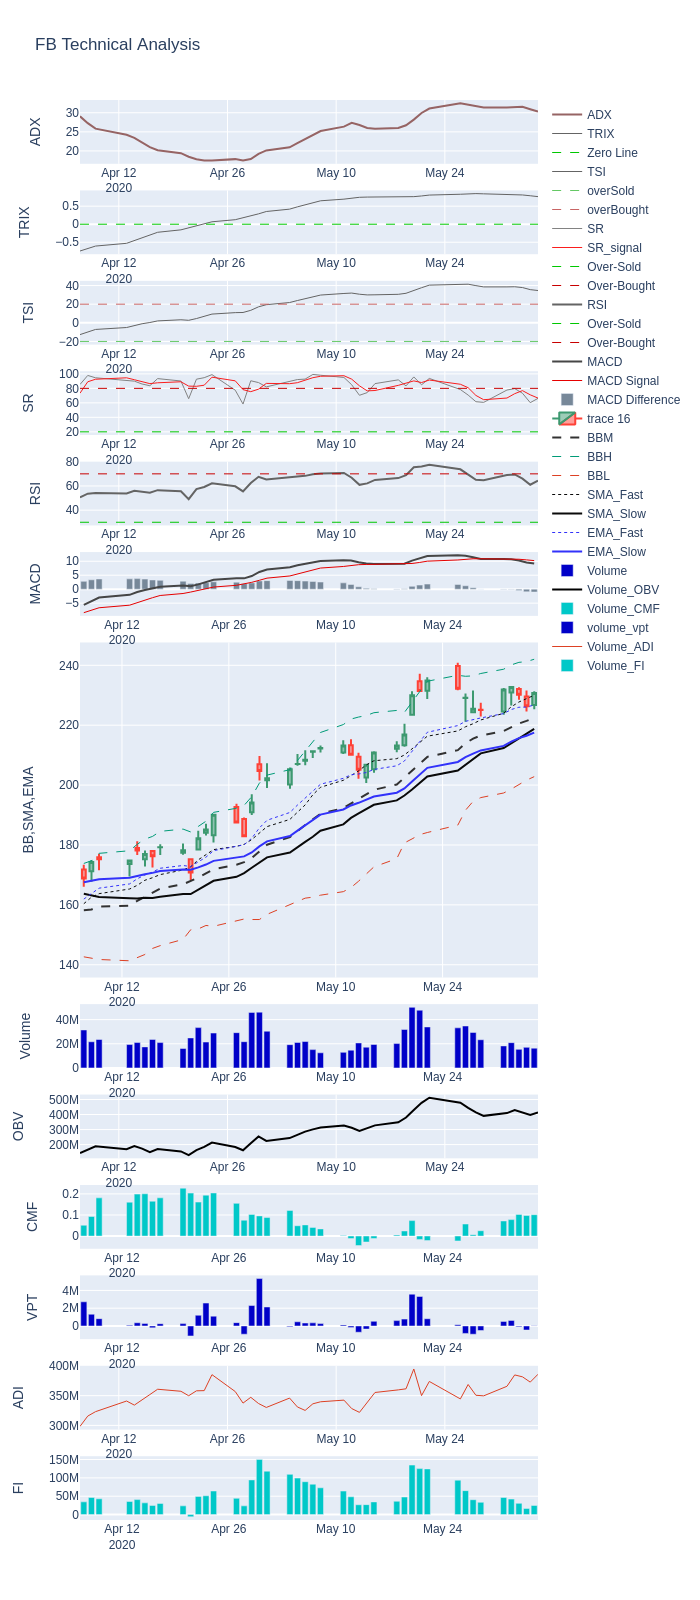 FB Technical Analysis
ADX
30
25
20
Apr 12
2020
Apr 26
May 10
May 24
TRIX
0.5
0
−0.5
Apr 12
2020
Apr 26
May 10
May 24
TSI
40
20
0
−20
Apr 12
2020
Apr 26
May 10
May 24
SR
100
80
60
40
20
Apr 12
2020
Apr 26
May 10
May 24
RSI
80
60
40
Apr 12
2020
Apr 26
May 10
May 24
MACD
10
5
0
−5
Apr 12
2020
Apr 26
May 10
May 24
BB,SMA,EMA
240
220
200
180
160
140
Apr 12
2020
Apr 26
May 10
May 24
Volume
40M
20M
0
Apr 12
2020
Apr 26
May 10
May 24
OBV
500M
400M
300M
200M
Apr 12
2020
Apr 26
May 10
May 24
CMF
0.2
0.1
0
Apr 12
2020
Apr 26
May 10
May 24
VPT
4M
2M
0
Apr 12
2020
Apr 26
May 10
May 24
ADI
400M
350M
300M
Apr 12
2020
Apr 26
May 10
May 24
FI
150M
100M
50M
0
Apr 12
2020
Apr 26
May 10
May 24
ADX
TRIX
Zero Line
TSI
overSold
overBought
SR
SR_signal
Over-Sold
Over-Bought
RSI
Over-Sold
Over-Bought
MACD
MACD Signal
MACD Difference
trace 16
BBM
BBH
BBL
SMA_Fast
SMA_Slow
EMA_Fast
EMA_Slow
Volume
Volume_OBV
Volume_CMF
volume_vpt
Volume_ADI
Volume_FI